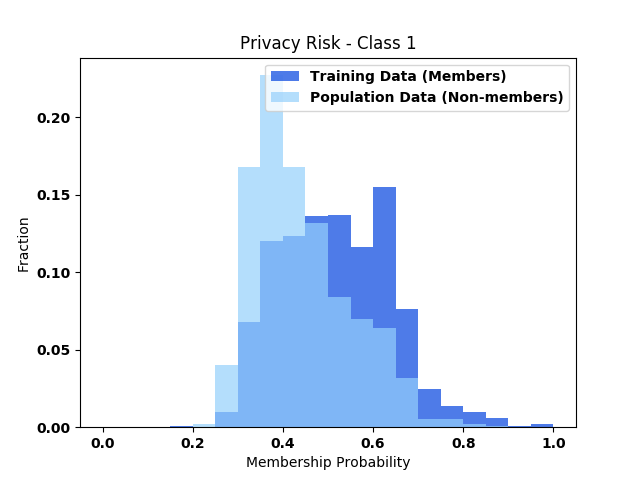 Privacy Risk - Class 1
Training Data (Members)
Population Data (Non-members)
0.20
0.15
0.10
0.05
0.00
Fraction
0.0 0.2 0.4 0.6 0.8 1.0
Membership Probability